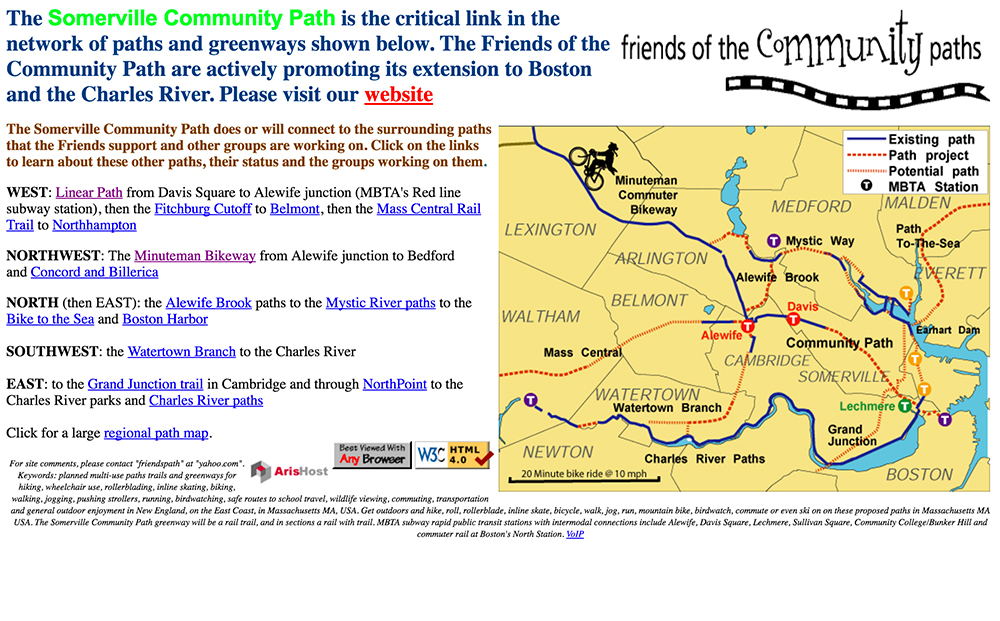 The Somerville Community Path is the critical link in the
network of paths and greenways shown below. The Friends of the
Community Path are actively promoting its extension to Boston
and the Charles River. Please visit our website
friends of the community paths
The Somerville Community Path does or will connect to the surrounding paths
that the Friends support and other groups are working on. Click on the links
to learn about these other paths, their status and the groups working on them.
WEST: Linear Path from Davis Square to Alewife junction (MBTA's Red line
subway station), then the Fitchburg Cutoff to Belmont, then the Mass Central Rail
Trail to Northhampton
NORTHWEST: The Minuteman Bikeway from Alewife junction to Bedford
and Concord and Billerica
NORTH (then EAST): the Alewife Brook paths to the Mystic River paths to the
Bike to the Sea and Boston Harbor
SOUTHWEST: the Watertown Branch to the Charles River
EAST: to the Grand Junction trail in Cambridge and through NorthPoint to the
Charles River parks and Charles River paths
Click for a large regional path map.
Existing path
Path project
Potential path
T MBTA Station
Minuteman
Commuter
Bikeway
LEXINGTON
MEDFORD
MALDEN
Path
To-The-Sea
T Mystic Way
ARLINGTON
EVERETT
Alewife Brook
T
BELMONT
WALTHAM
Davis
T
Alewife T
Earhart Dam
Community Path
Mass Central
CAMBRIDGE
T
SOMERVILLE
T
WATERTOWN
T
Watertown Branch
Lechmere T
T
Grand
Junction
NEWTON
Charles River Paths
BOSTON
20 Minute bike ride @ 10 mph
Best Viewed With
Any Browser
W3C HTML
4.0
ArisHost
For site comments, please contact "friendspath" at "yahoo.com".
Keywords: planned multi-use paths trails and greenways for
hiking, wheelchair use, rollerblading, inline skating, biking,
walking, jogging, pushing strollers, running, birdwatching, safe routes to school travel, wildlife viewing, commuting, transportation
and general outdoor enjoyment in New England, on the East Coast, in Massachusetts MA, USA. Get outdoors and hike, roll, rollerblade, inline skate, bicycle, walk, jog, run, mountain bike, birdwatch, commute or even ski on on these proposed paths in Massachusetts MA
USA. The Somerville Community Path greenway will be a rail trail, and in sections a rail with trail. MBTA subway rapid public transit stations with intermodal connections include Alewife, Davis Square, Lechmere, Sullivan Square, Community College/Bunker Hill and
commuter rail at Boston's North Station. VoIP